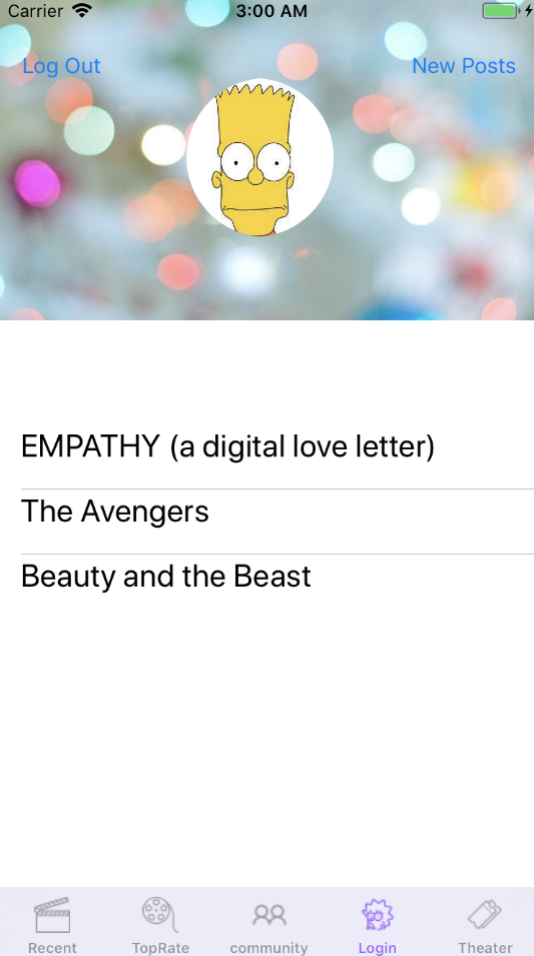 Carrier 3:00 AM
Log Out New Posts
EMPATHY (a digital love letter)
The Avengers
Beauty and the Beast
Recent TopRate community Login Theater